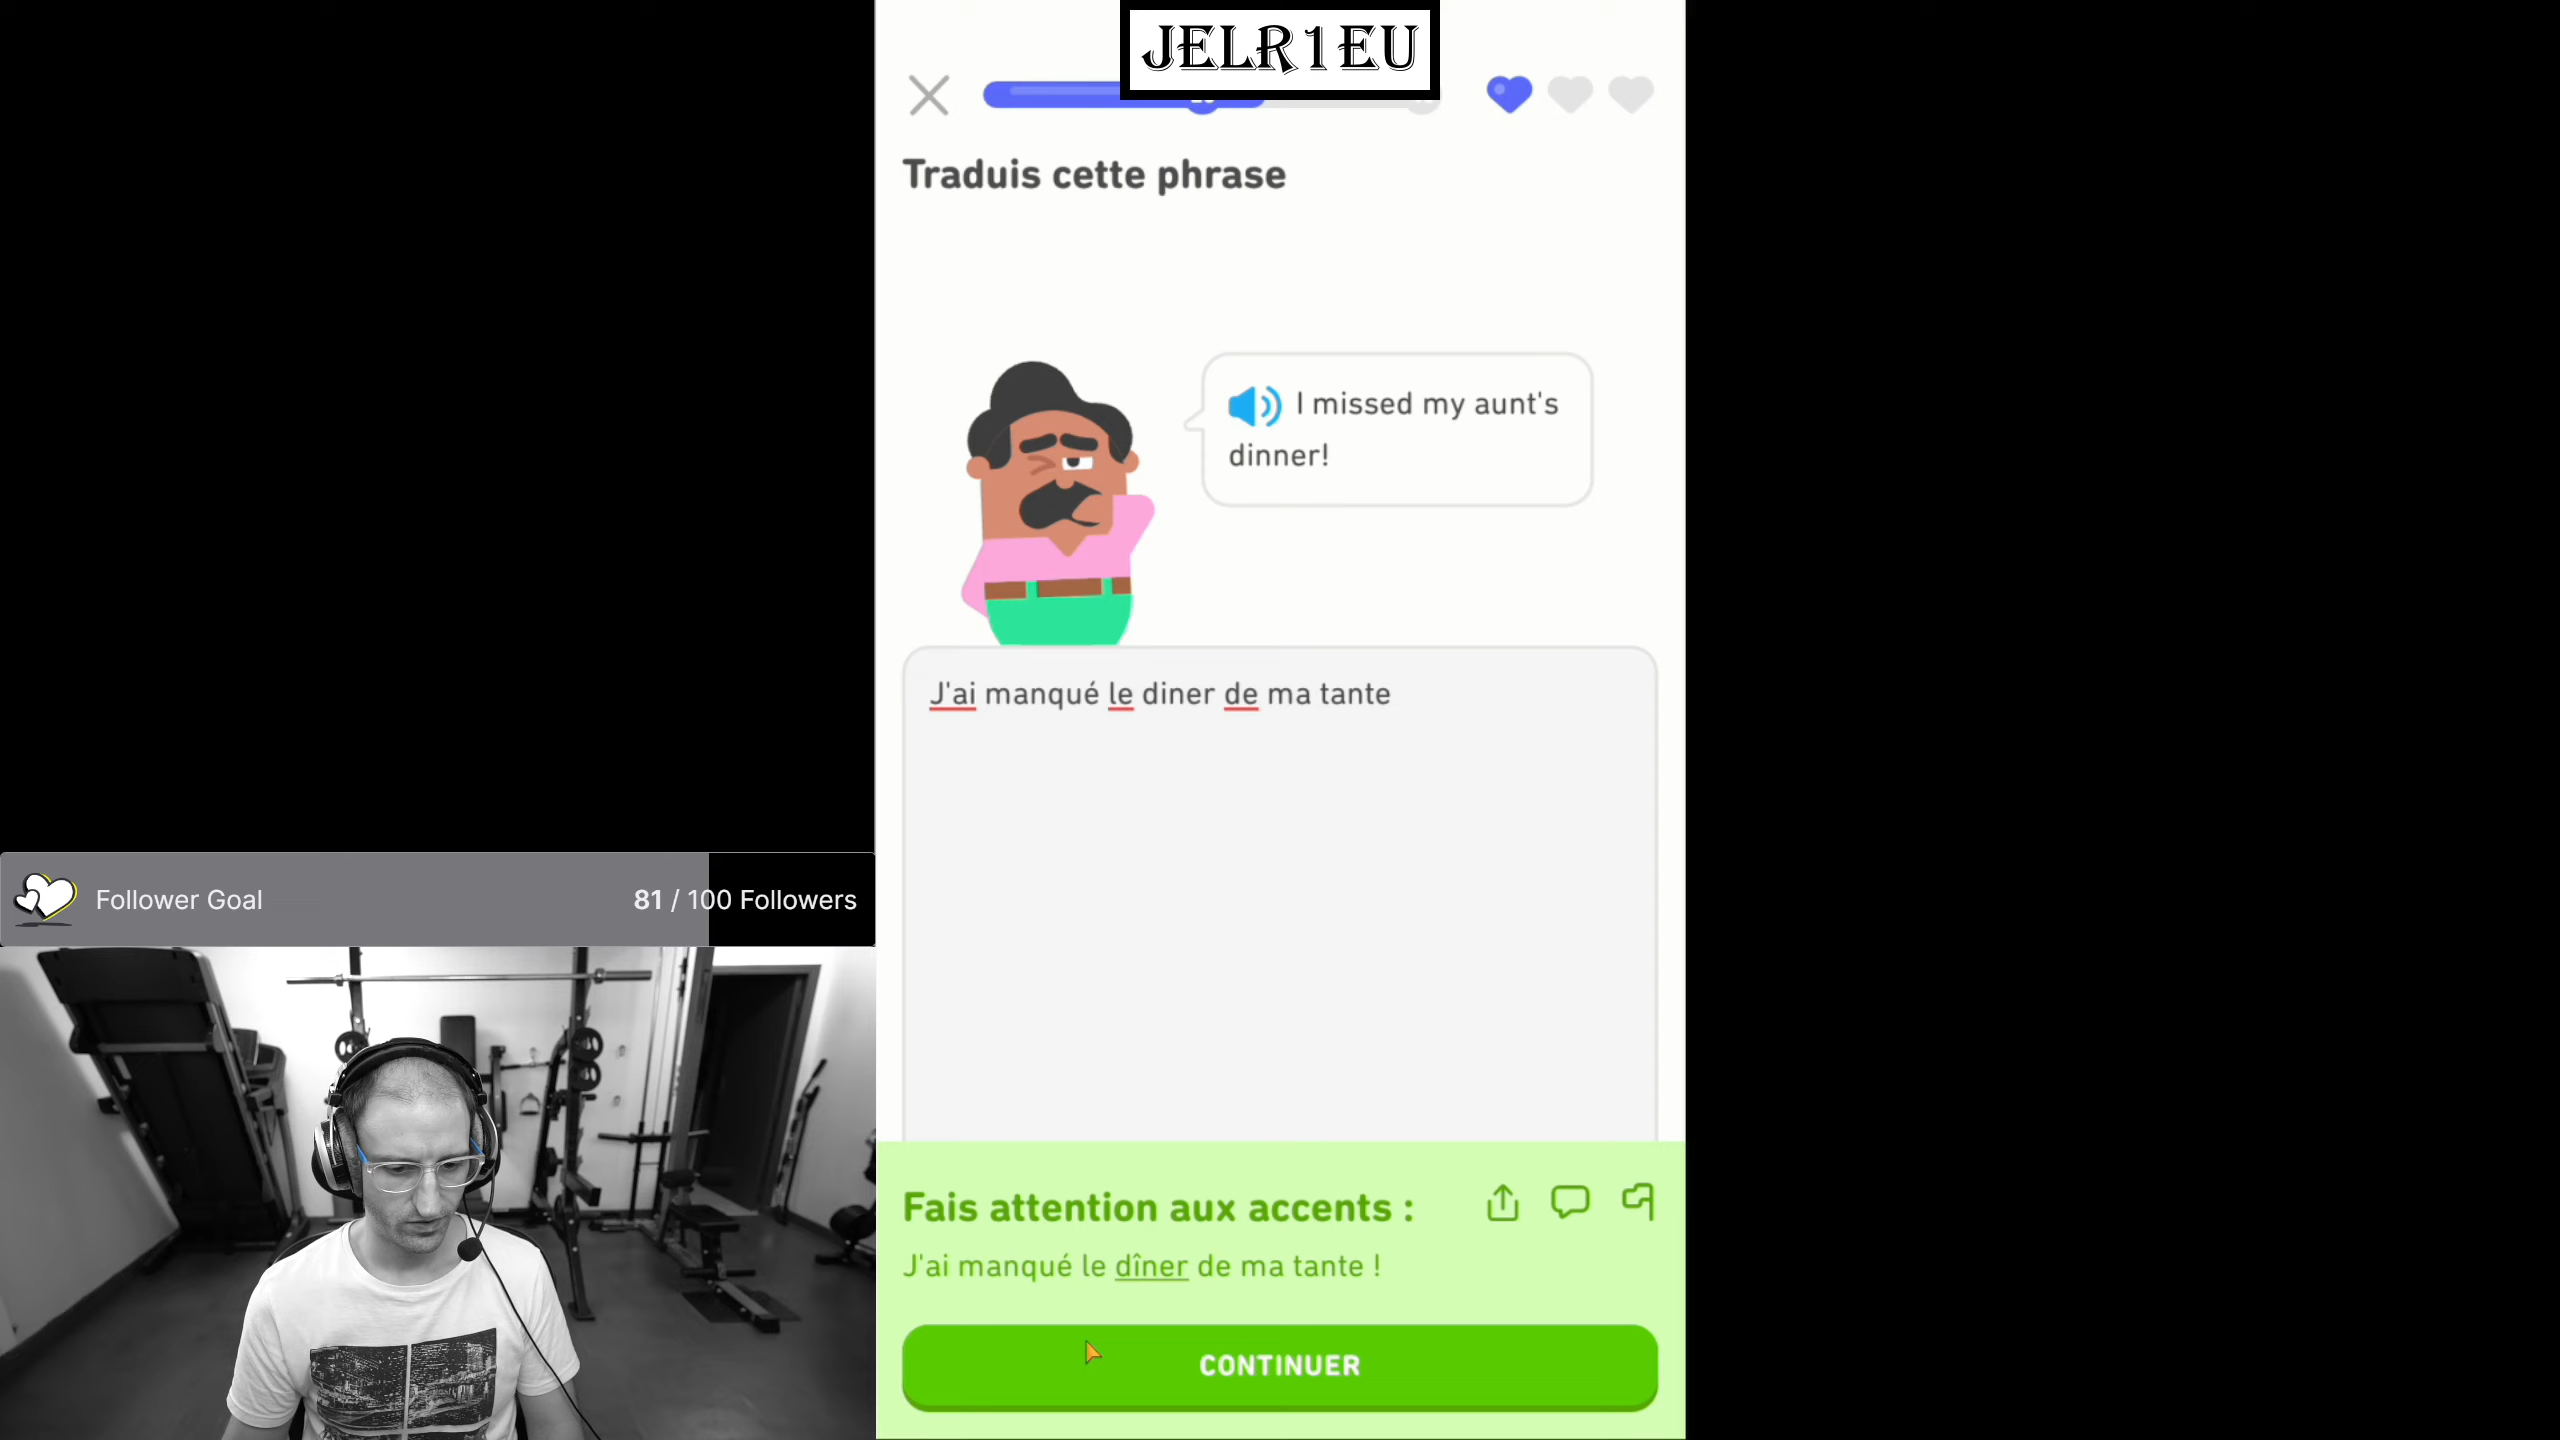 JELR1EU
Traduis cette phrase
I missed my aunt's
dinner!
J'ai manqué le diner de ma tante
Follower Goal
81 / 100 Followers
Fais attention aux accents :
J'ai manqué le dîner de ma tante !
CONTINUER